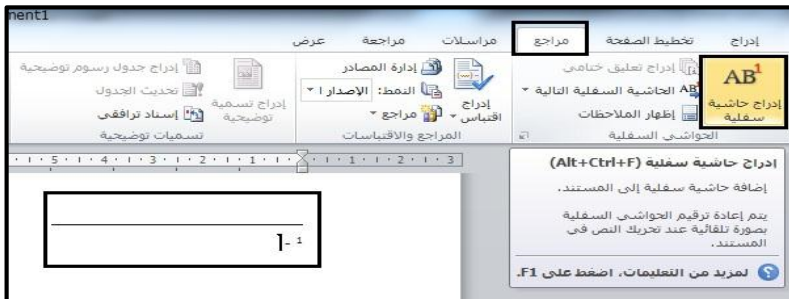 ment1
إدراج تخطيط الصفحة مراجع مراسلات مراجعة عرض
AB1
إدراج حاشية سفلية
إدراج تعليق ختامي
AB الحاشية السفلية التالية
إظهار الملاحظات
الحواشي السفلية
إدراج اقتباس
إدارة المصادر
النمط: الإصدار ا
مراجع
المراجع والاقتباسات
إدراج تسمية توضيحية
إدراج جدول رسوم توضيحية
تحديث الجدول
إسناد ترافقي
تسميات توضيحية
3 2 1 1 2 3 4 5
إدراج حاشية سفلية (Alt+Ctrl+F)
إضافة حاشية سفلية إلى المستند.
يتم إعادة ترقيم الحواشي السفلية
بصورة تلقائية عند تحريك النص في
المستند.
لمزيد من التعليمات، اضغط على F1.
1 -أ